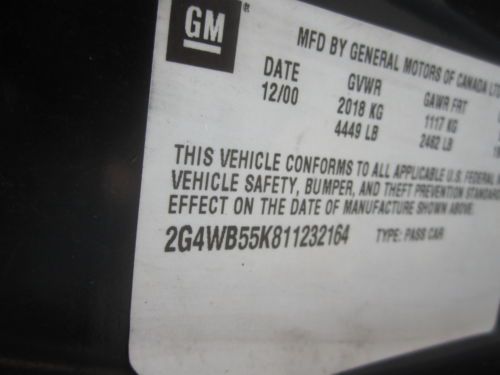 GM
MFD BY GENERAL MOTORS OF CANADA LTD
DATE GVWR GAWR FRT
12/00 2018 KG 1117 KG
4449 LB 2462 LB
THIS VEHICLE CONFORMS TO ALL APPLICABLE U.S. FEDERAL
VEHICLE SAFETY, BUMPER, AND THEFT PREVENTION STANDARD
EFFECT ON THE DATE OF MANUFACTURE SHOWN ABOVE.
2G4WB55K811232164 TYPE: PASS CAR